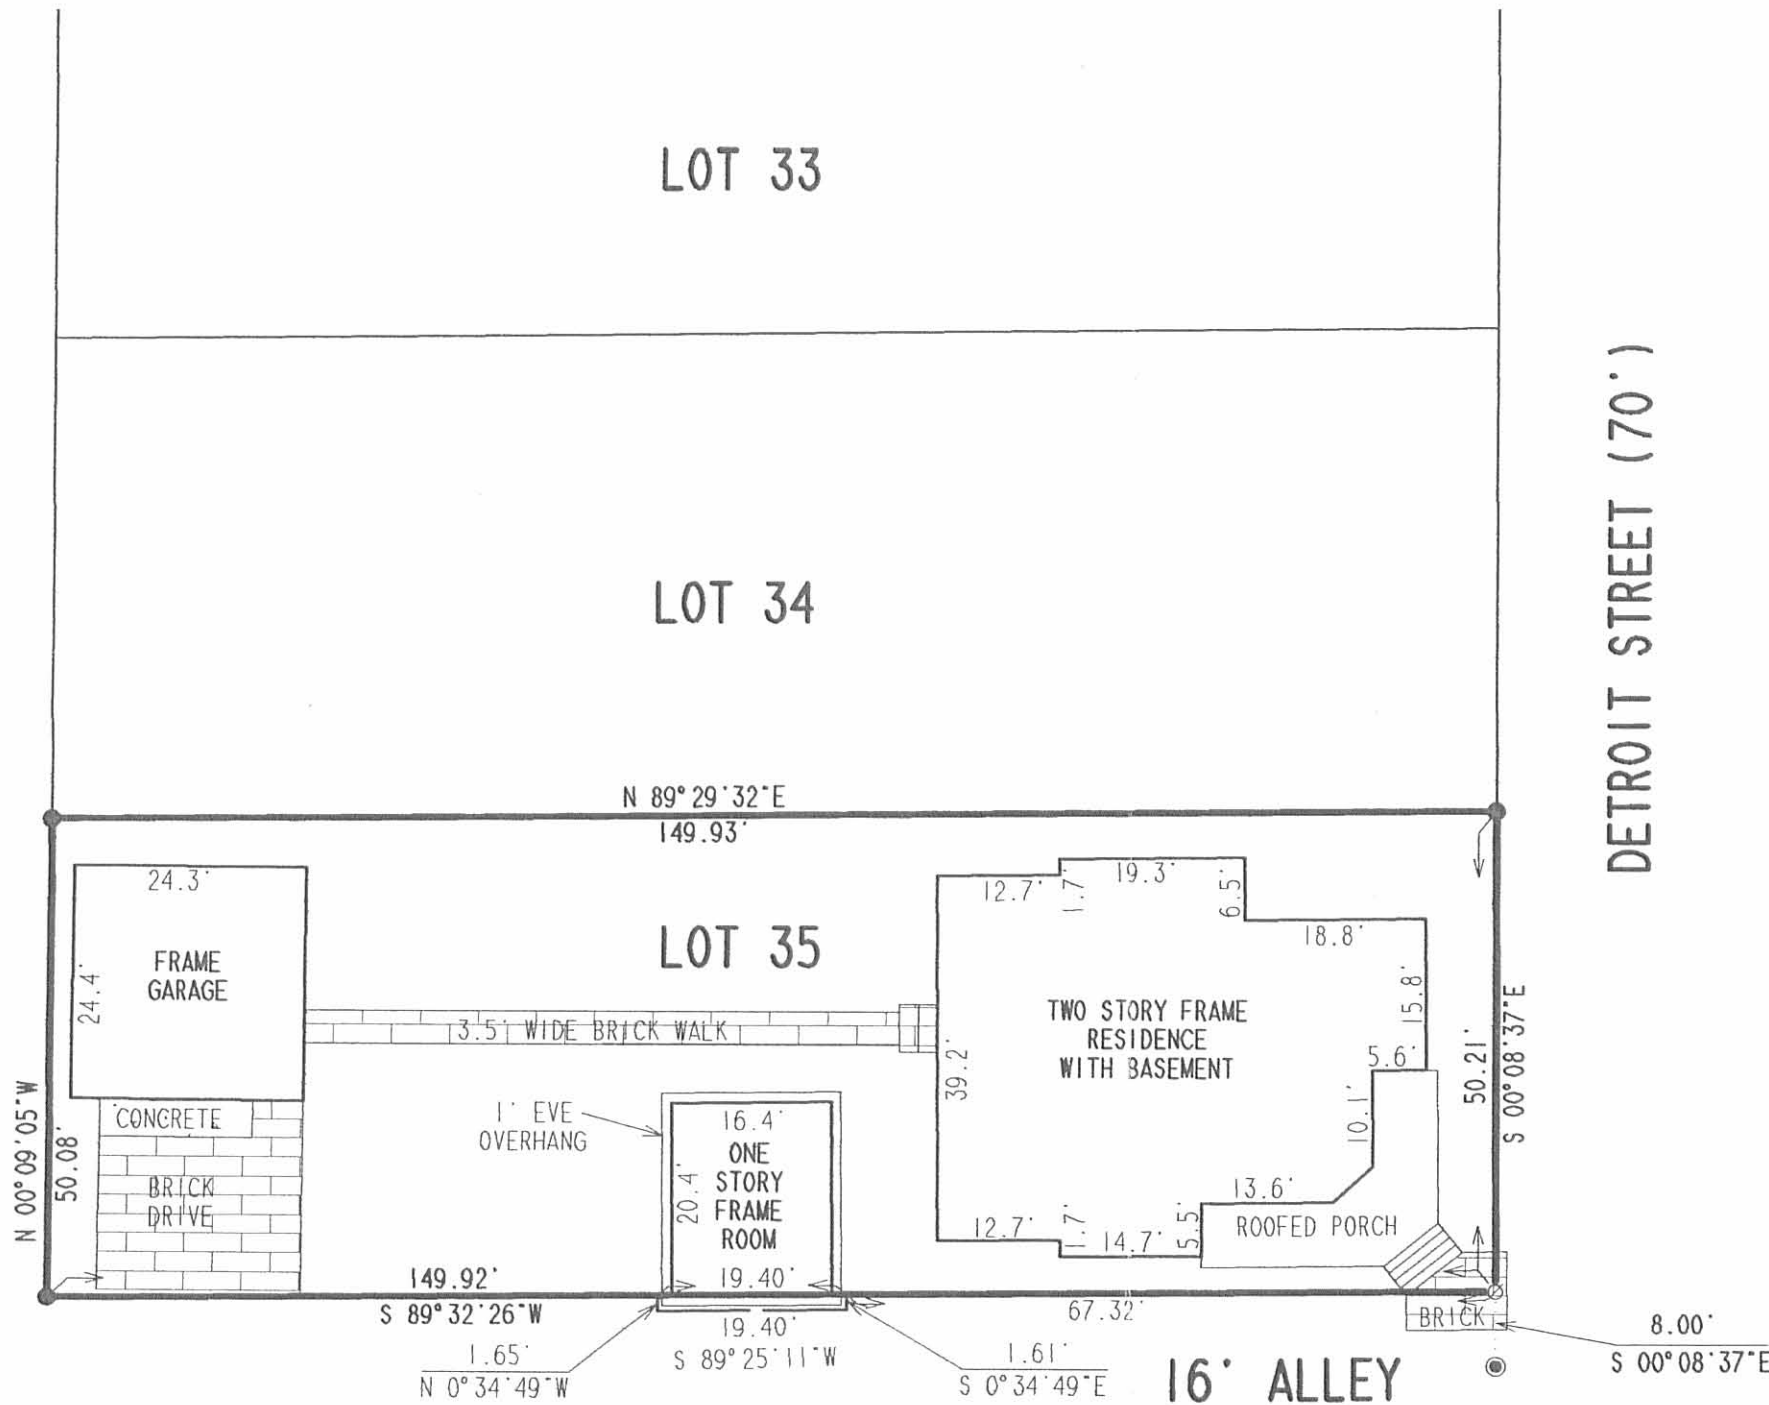 LOT 33
DETROIT STREET (70')
LOT 34
N 89°29'32"E
149.93'
24.3'
24.4'
FRAME
GARAGE
LOT 35
12.7'
1.7'
19.3'
6.5'
18.8'
15.8'
3.5' WIDE BRICK WALK
TWO STORY FRAME
RESIDENCE
WITH BASEMENT
39.2'
5.6'
10.1'
50.21'
S 00°08'37"E
N 00°09'05"W
50.08'
CONCRETE
BRICK
DRIVE
1' EVE
OVERHANG
16.4'
20.4'
ONE
STORY
FRAME
ROOM
19.40'
12.7'
1.7'
14.7'
5.5'
13.6'
ROOFED PORCH
149.92'
S 89°32'26"W
19.40'
S 89°25'11"W
67.32'
BRICK
1.65'
N 0°34'49"W
1.61'
S 0°34'49"E
16' ALLEY
8.00'
S 00°08'37"E